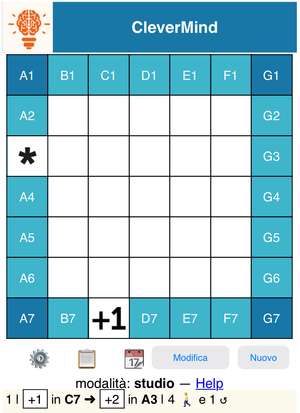 CleverMind
A1 B1 C1 D1 E1 F1 G1
A2 G2
* G3
A4 G4
A5 G5
A6 G6
A7 B7 +1 D7 E7 F7 G7
17 Modifica Nuovo
modalità: studio — Help
1 | +1 in C7 ➜ +2 in A3 | 4 🚶 e 1 ↺